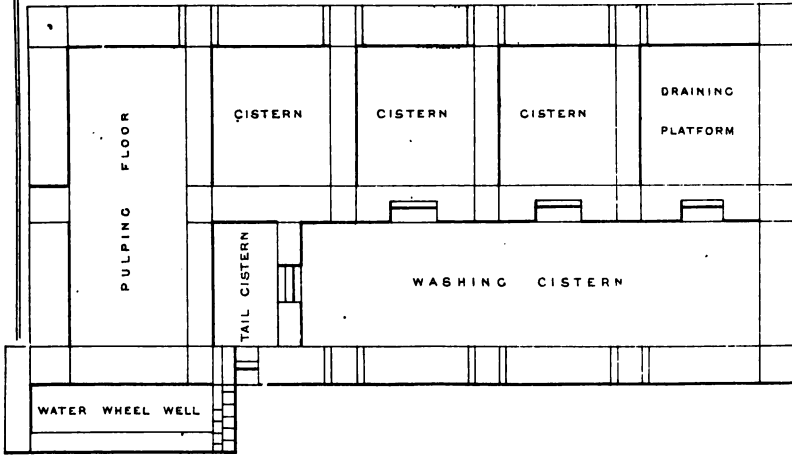 CISTERN
CISTERN
CISTERN
DRAINING
PLATFORM
PULPING FLOOR
TAIL CISTERN
WASHING CISTERN
WATER WHEEL WELL